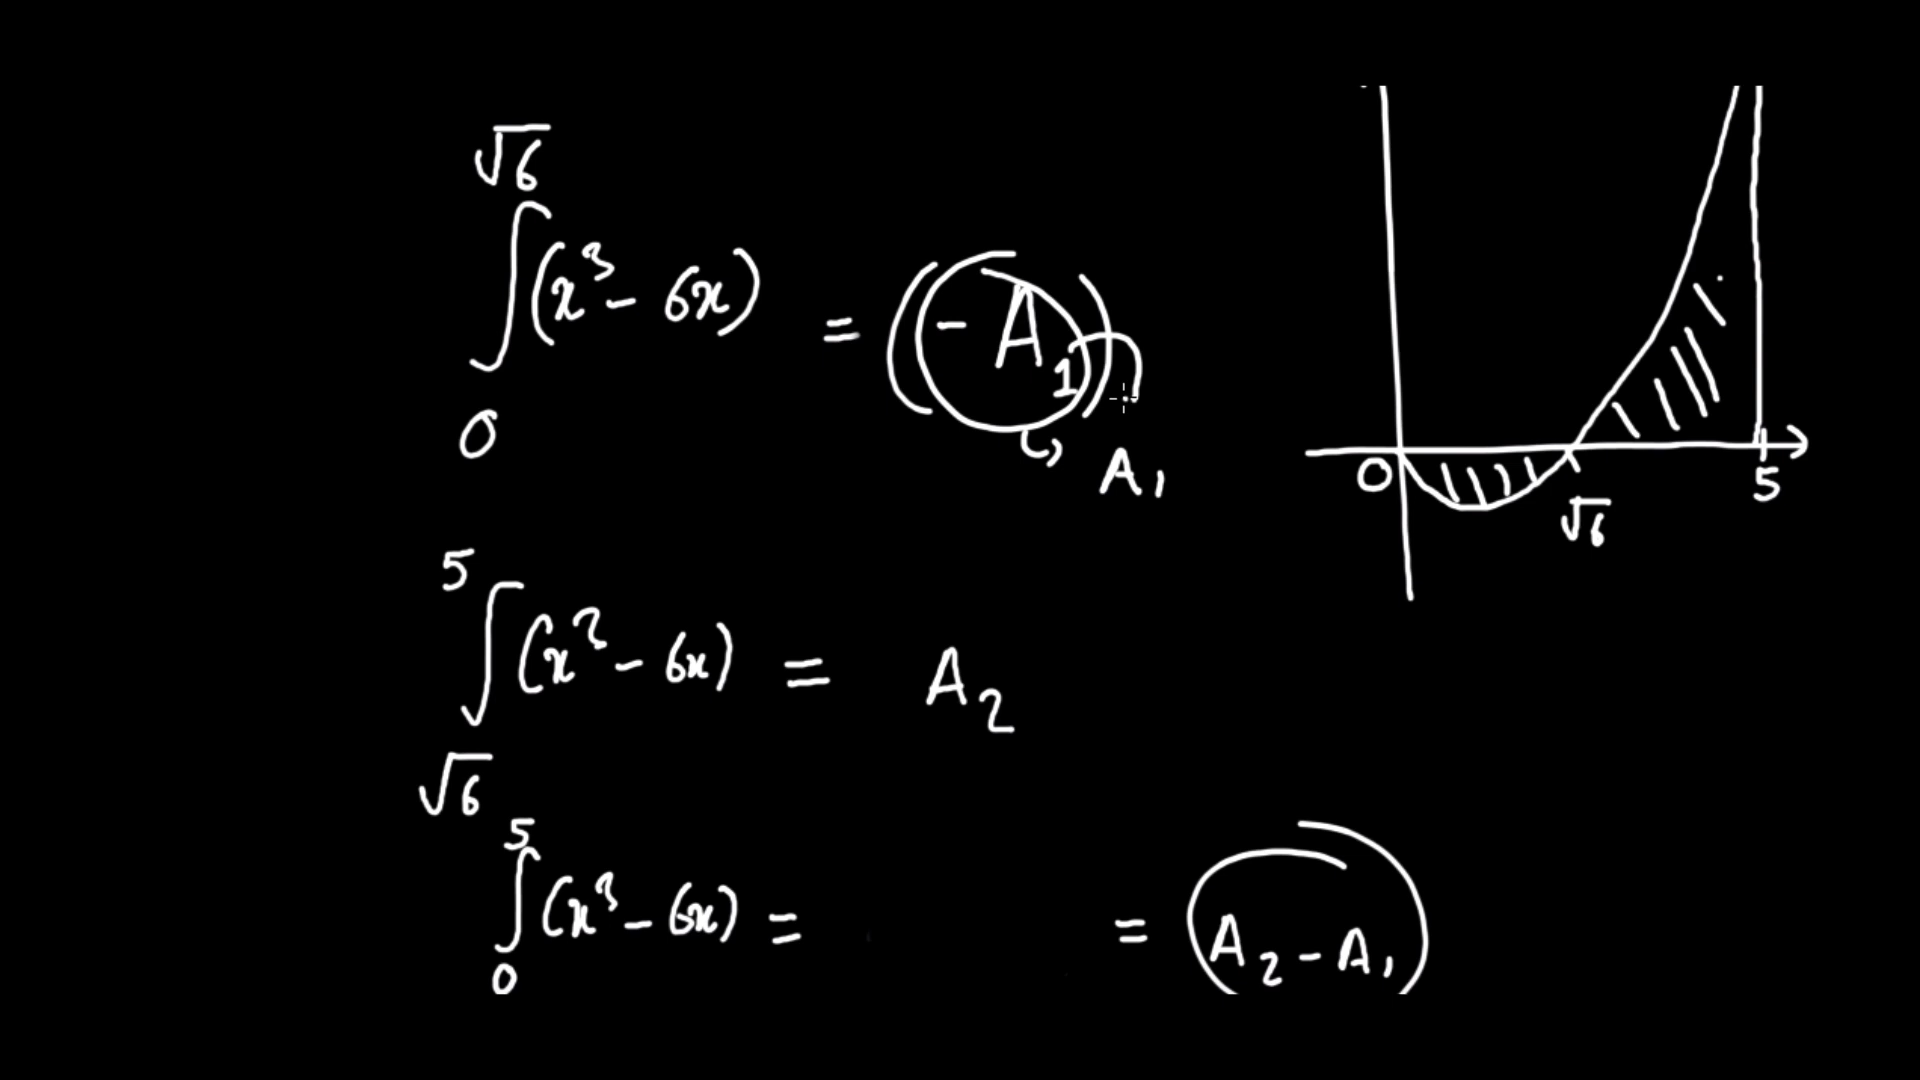 √6
∫(x³ - 6x) = (-A₁)
0
A₁
5
∫(x³ - 6x) = A₂
√6
5
∫(x³ - 6x) = = A₂ - A₁
0
0 √6 5